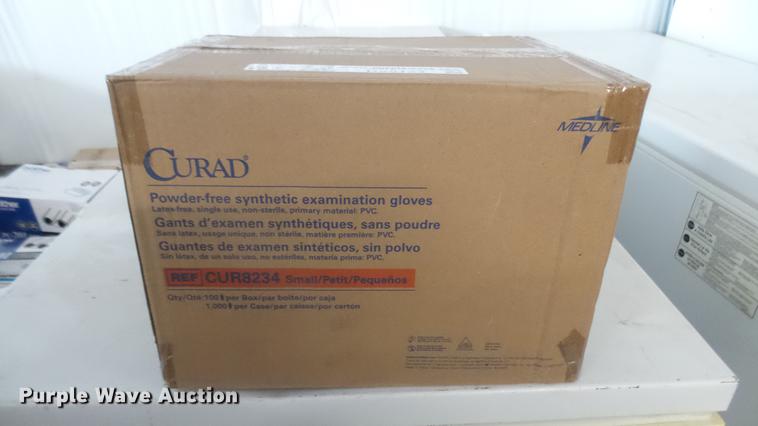 MEDLINE
CURAD®
Powder-free synthetic examination gloves
Latex-free, single use, non-sterile, primary material: PVC.
Gants d'examen synthétiques, sans poudre
Sans latex, usage unique, non stérile, matière première: PVC.
Guantes de examen sintéticos, sin polvo
Sin látex, de un solo uso, no estériles, materia prima: PVC.
REF CUR8234 Small/Petit/Pequeños
Qty/Qté: 100 per Box/par boîte/por caja
1,000 per Case/par caisse/por cartón
Purple Wave Auction